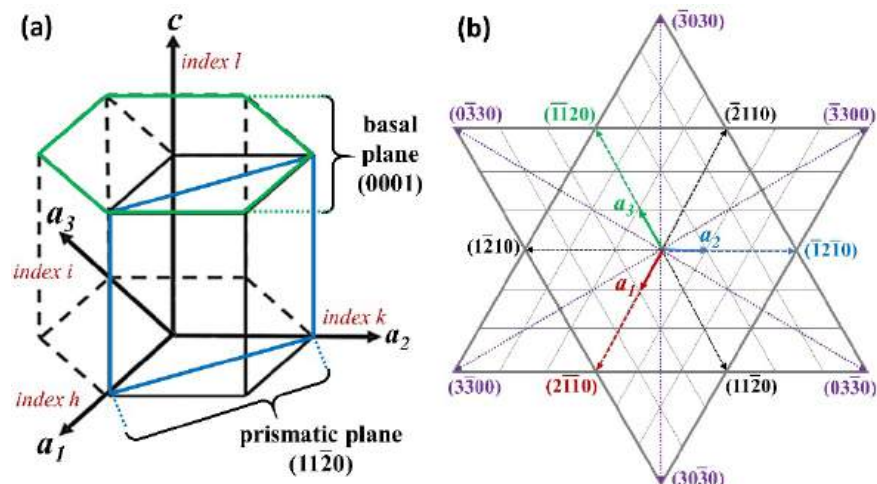 (a)
c
index l
basal
plane
(0001)
a₃
index i
index k
a₂
index h
a₁
prismatic plane
(112̄0)
(b)
(3̄030)
(03̄30)
(1̄1̄20)
(2̄110)
(3̄300)
a₃
(12̄10)
a₂
(1̄21̄0)
a₁
(33̄00)
(21̄1̄0)
(112̄0)
(033̄0)
(303̄0)